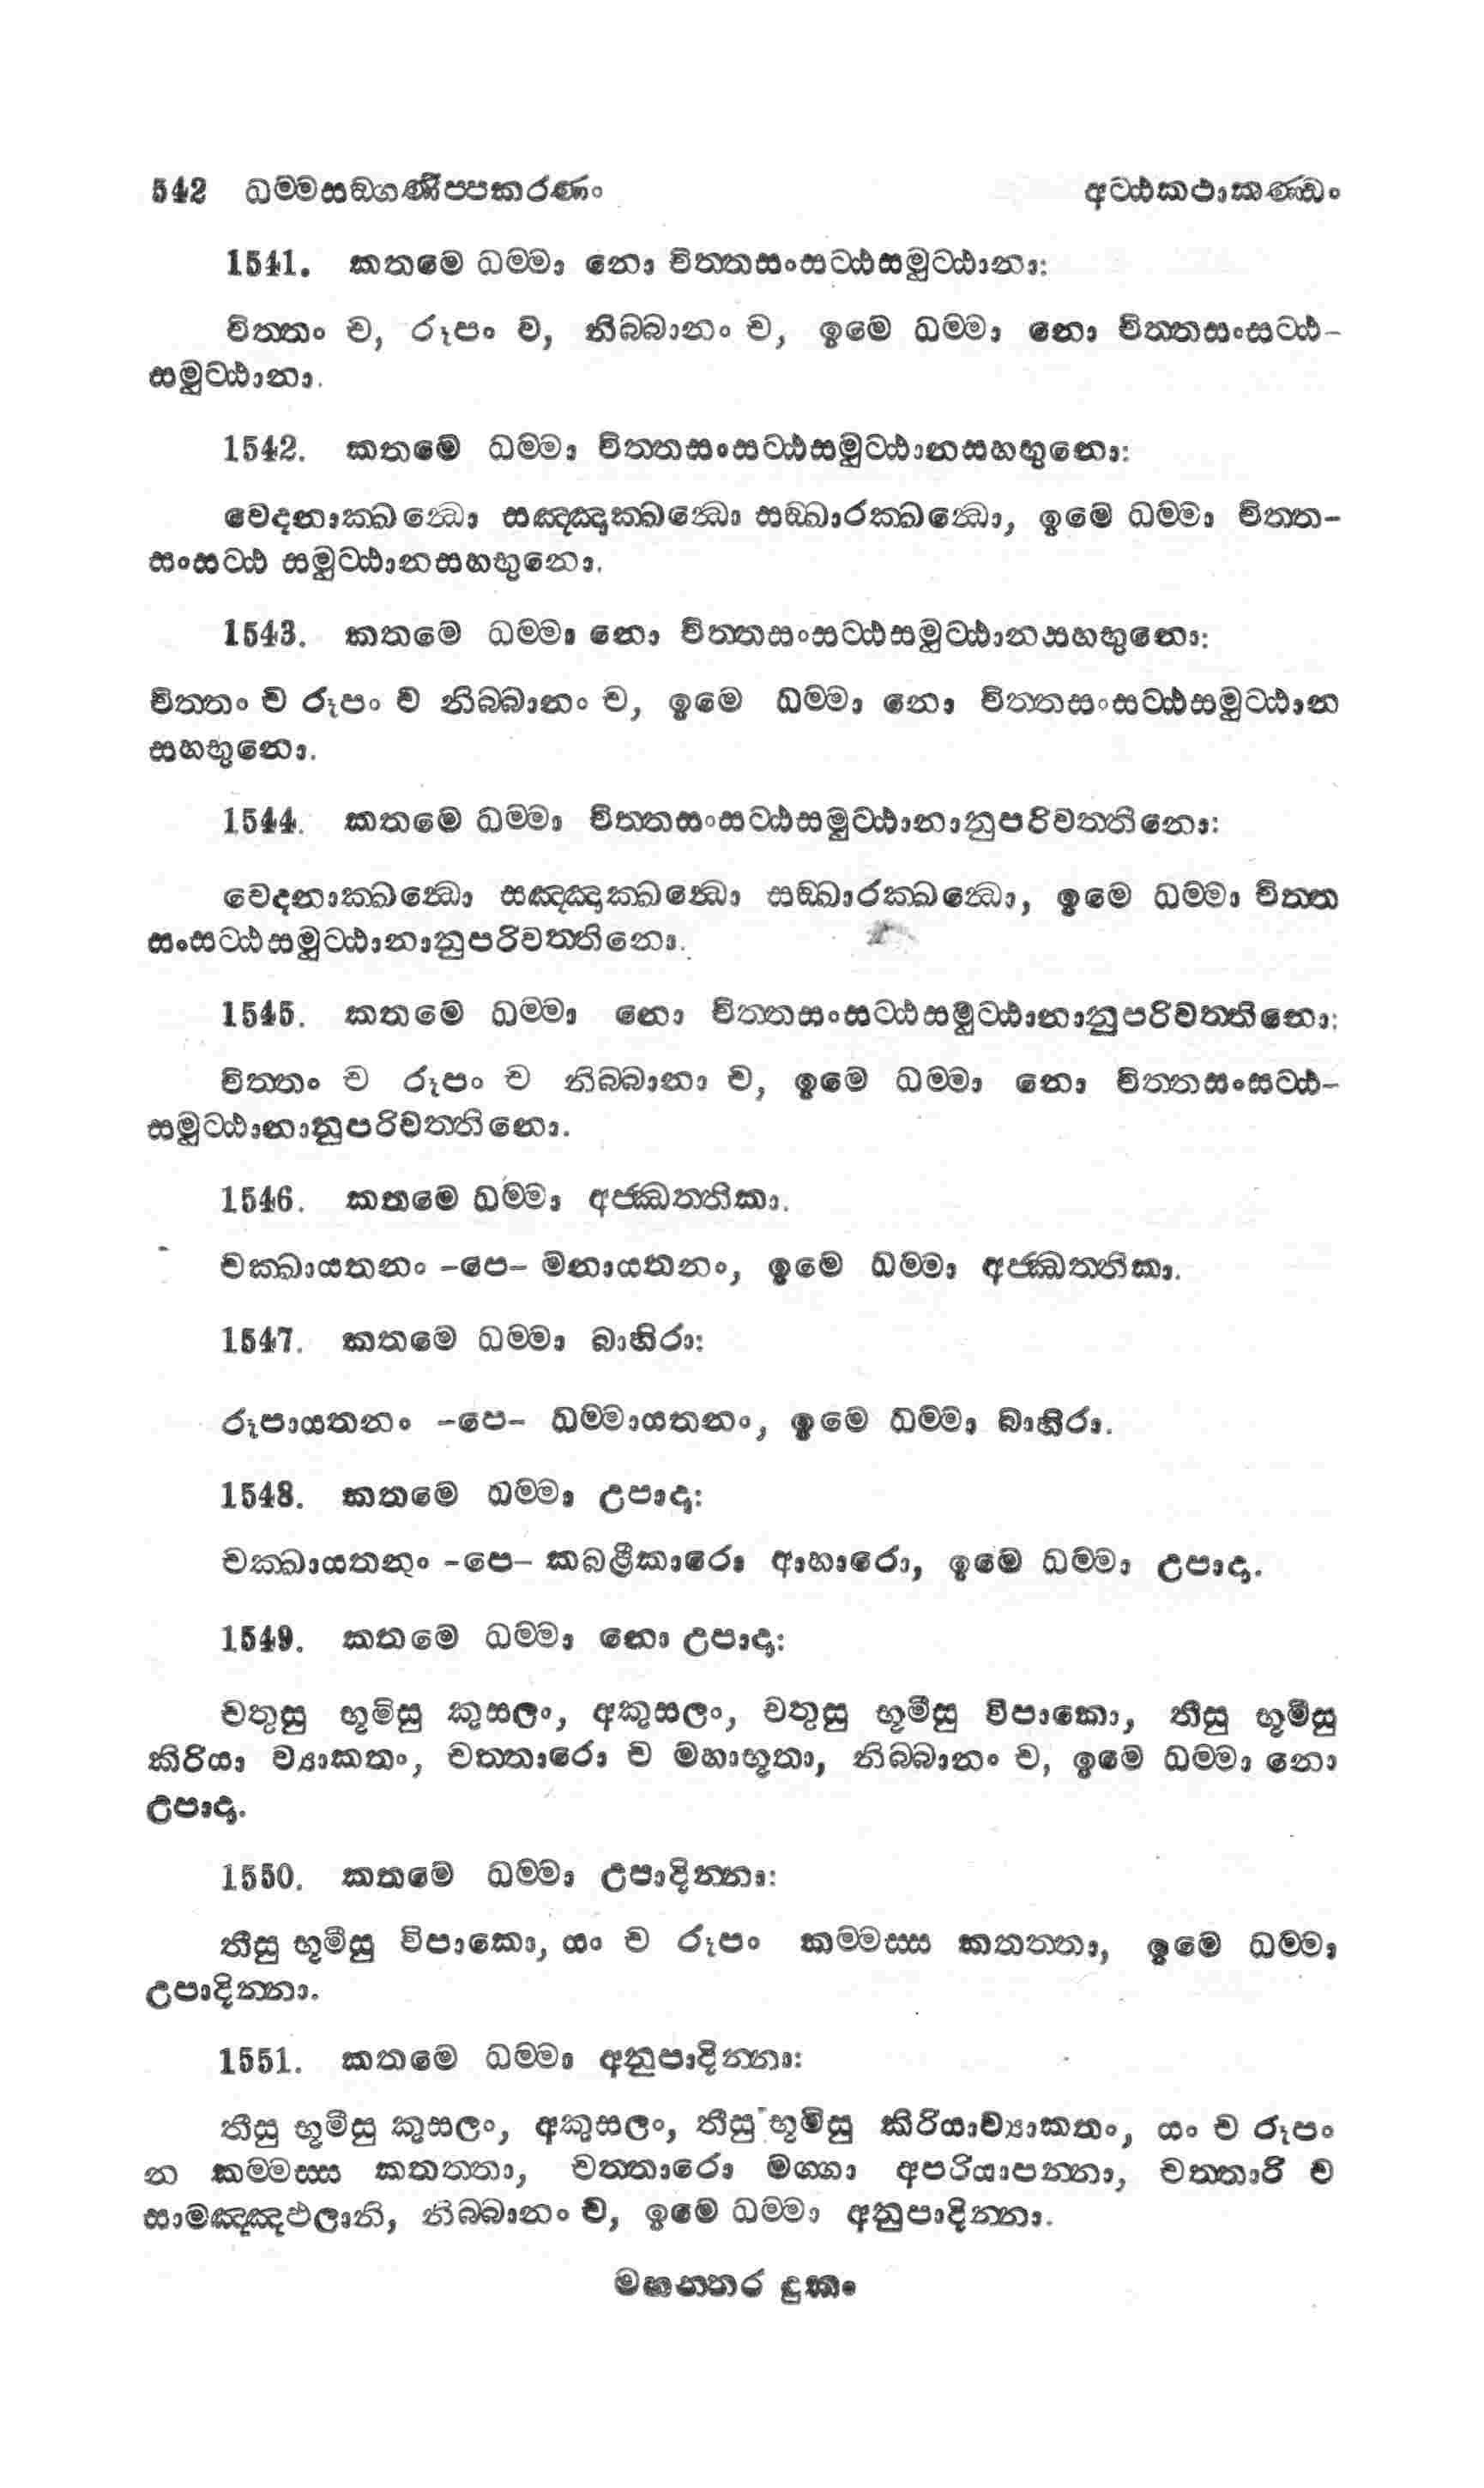 542 ධම්මසඞ්ගණිප්පකරණං අට්ඨකථාකණ්ඩං
1541. කතමෙ ධම්මා නො චිත්තසංසට්ඨසමුට්ඨානා:
චිත්තං ච, රූපං ච, නිබ්බානං ච, ඉමෙ ධම්මා නො චිත්තසංසට්ඨ-
සමුට්ඨානා.
1542. කතමෙ ධම්මා චිත්තසංසට්ඨසමුට්ඨානසහභුනො:
වෙදනාක්ඛන්ධො සඤ්ඤාක්ඛන්ධො සඞ්ඛාරක්ඛන්ධො, ඉමෙ ධම්මා චිත්ත-
සංසට්ඨ සමුට්ඨානසහභුනො.
1543. කතමෙ ධම්මා නො චිත්තසංසට්ඨසමුට්ඨානසහභුනො:
චිත්තං ච රූපං ච නිබ්බානං ච, ඉමෙ ධම්මා නො චිත්තසංසට්ඨසමුට්ඨාන
සහභුනො.
1544. කතමෙ ධම්මා චිත්තසංසට්ඨසමුට්ඨානානුපරිවත්තිනො:
වෙදනාක්ඛන්ධො සඤ්ඤාක්ඛන්ධො සඞ්ඛාරක්ඛන්ධො, ඉමෙ ධම්මා චිත්ත
සංසට්ඨසමුට්ඨානානුපරිවත්තිනො.
1545. කතමෙ ධම්මා නො චිත්තසංසට්ඨසමුට්ඨානානුපරිවත්තිනො:
චිත්තං ච රූපං ච නිබ්බානා ච, ඉමෙ ධම්මා නො චිත්තසංසට්ඨ-
සමුට්ඨානානුපරිවත්තිනො.
1546. කතමෙ ධම්මා අජ්ඣත්තිකා.
චක්ඛායතනං -පෙ- මනායතනං, ඉමෙ ධම්මා අජ්ඣත්තිකා.
1547. කතමෙ ධම්මා බාහිරා:
රූපායතනං -පෙ- ධම්මායතනං, ඉමෙ ධම්මා බාහිරා.
1548. කතමෙ ධම්මා උපාදා:
චක්ඛායතනං -පෙ- කබළීකාරො ආහාරො, ඉමෙ ධම්මා උපාදා.
1549. කතමෙ ධම්මා නො උපාදා:
චතුසු භූමිසු කුසලං, අකුසලං, චතුසු භූමීසු විපාකො, තීසු භූමීසු
කිරියා ව්‍යාකතං, චත්තාරො ච මහාභූතා, නිබ්බානං ච, ඉමෙ ධම්මා නො
උපාදා.
1550. කතමෙ ධම්මා උපාදින්නා:
තීසු භූමීසු විපාකො, යං ච රූපං කම්මස්ස කතත්තා, ඉමෙ ධම්මා
උපාදින්නා.
1551. කතමෙ ධම්මා අනුපාදින්නා:
තීසු භූමීසු කුසලං, අකුසලං, තීසු භූමිසු කිරියාව්‍යාකතං, යං ච රූපං
න කම්මස්ස කතත්තා, චත්තාරො මග්ගා අපරියාපන්නා, චත්තාරි ච
සාමඤ්ඤඵලානි, නිබ්බානං ච, ඉමෙ ධම්මා අනුපාදින්නා.
මහන්තර දුකං